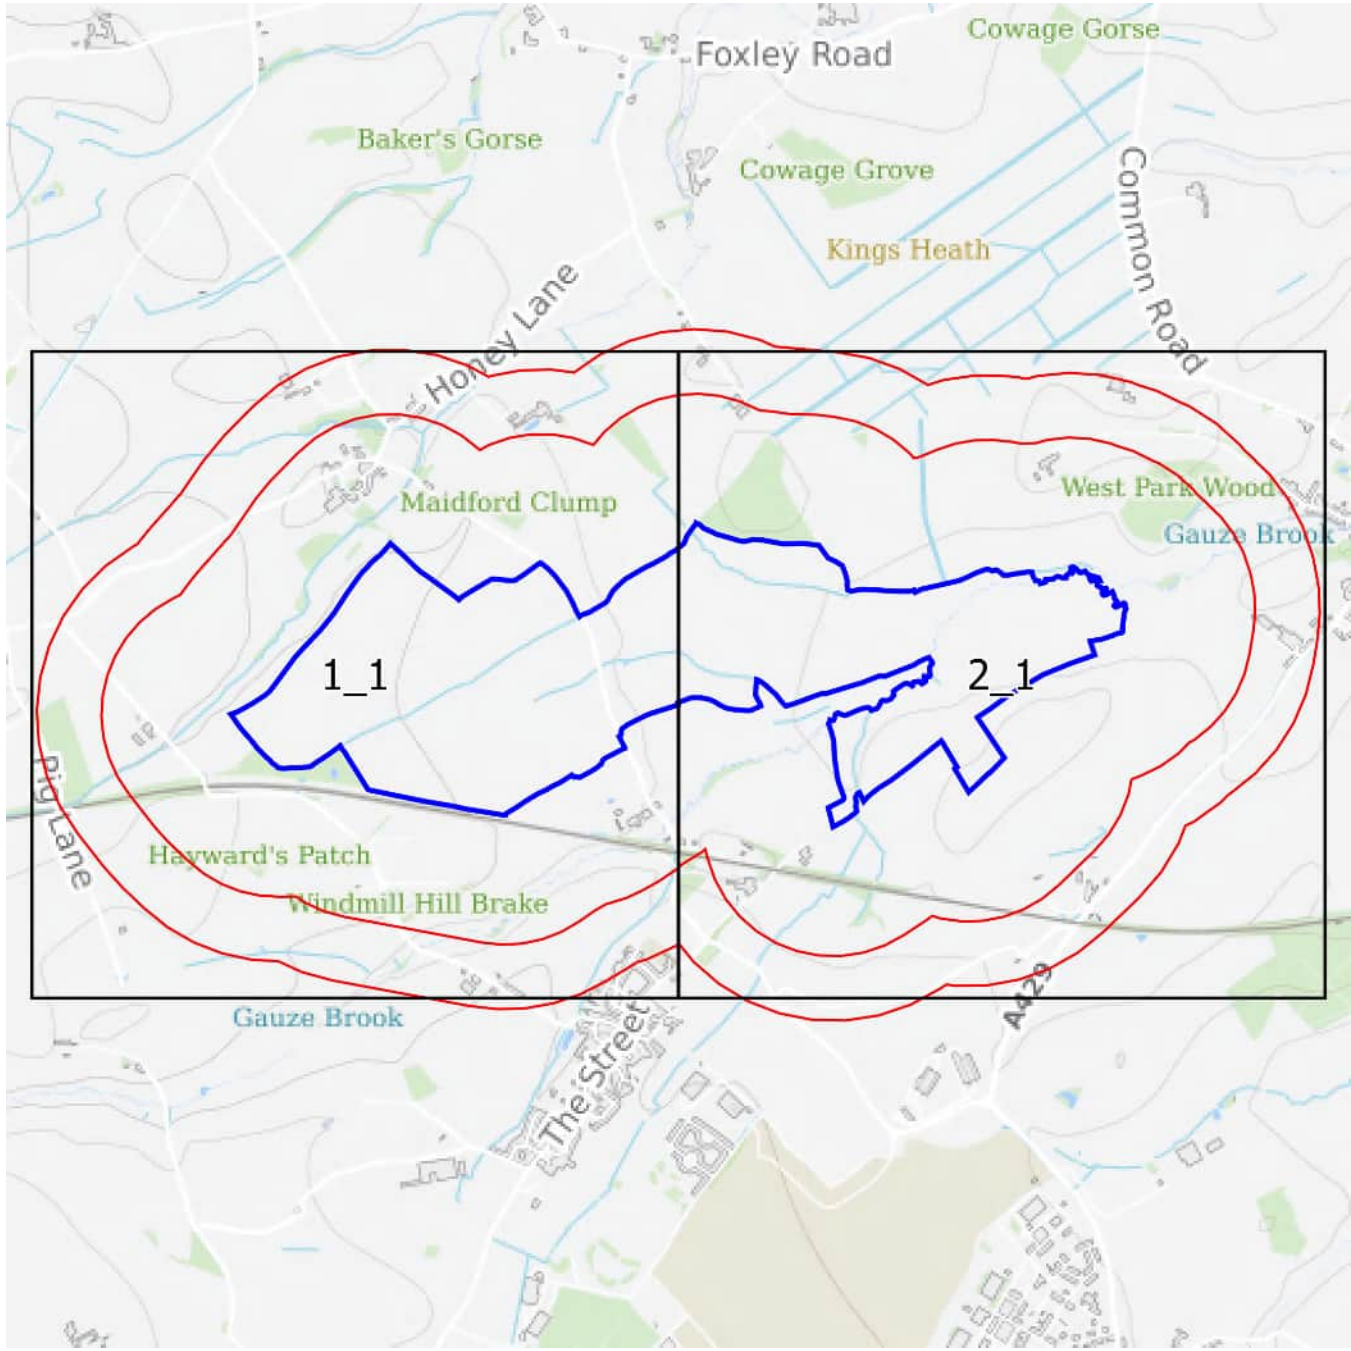 Cowage Gorse
Foxley Road
Baker's Gorse
Cowage Grove
Common Road
Kings Heath
Honey Lane
West Park Wood
Maidford Clump
Gauze Brook
1_1
2_1
Pig Lane
Hayward's Patch
Windmill Hill Brake
A429
Gauze Brook
The Street